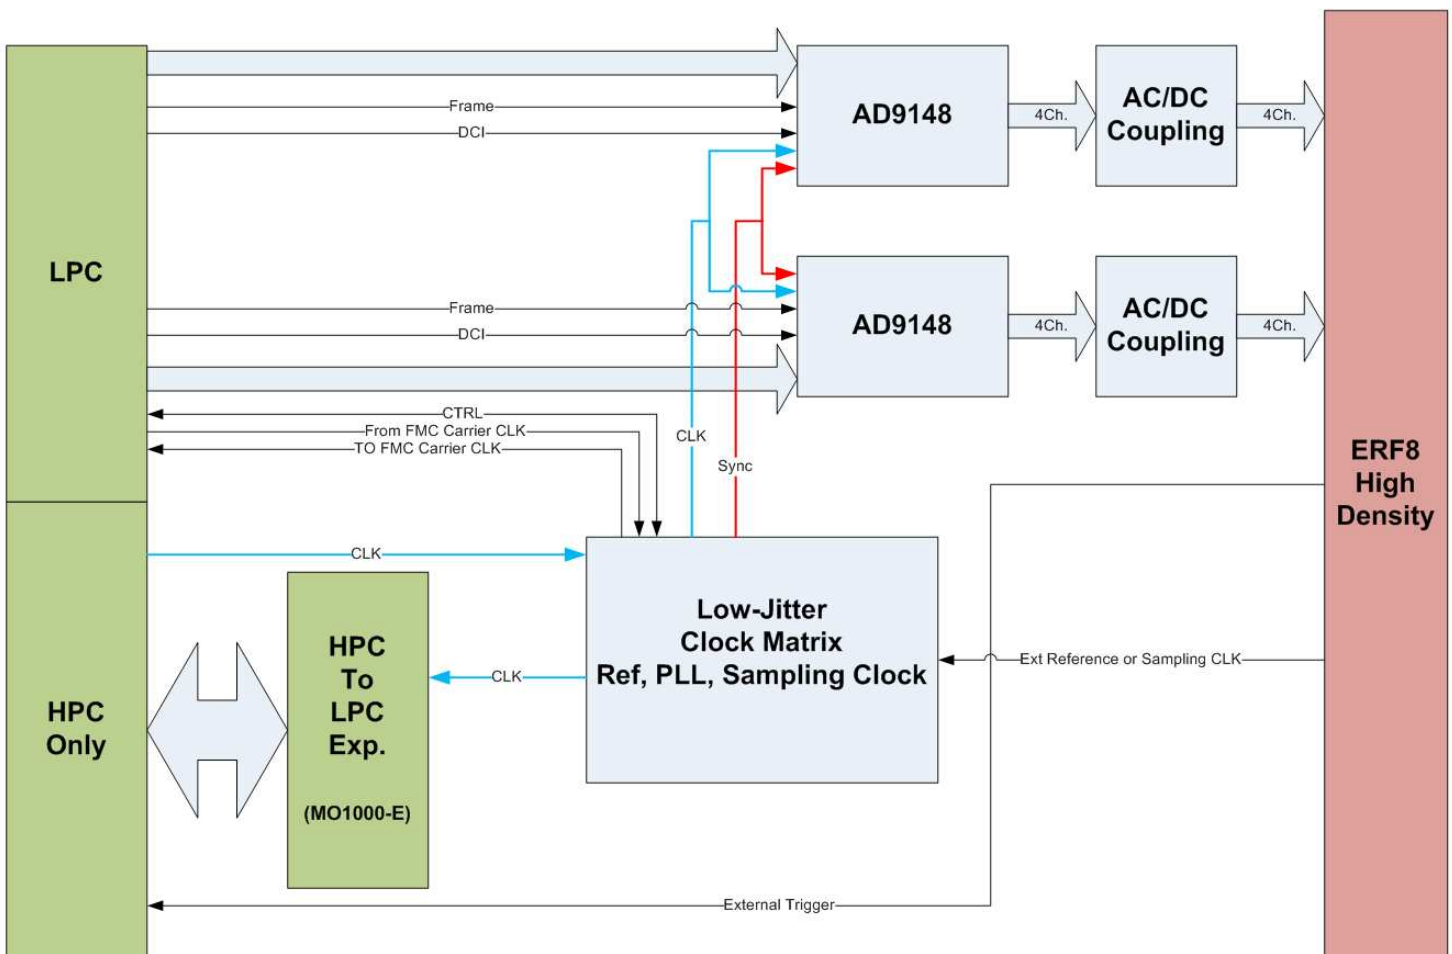 Frame
DCI
AD9148
4Ch.
AC/DC
Coupling
4Ch.
LPC
Frame
DCI
AD9148
4Ch.
AC/DC
Coupling
4Ch.
CTRL
From FMC Carrier CLK
TO FMC Carrier CLK
CLK
Sync
ERF8
High
Density
CLK
HPC
To
LPC
Exp.
(MO1000-E)
CLK
Low-Jitter
Clock Matrix
Ref, PLL, Sampling Clock
Ext Reference or Sampling CLK
HPC
Only
External Trigger